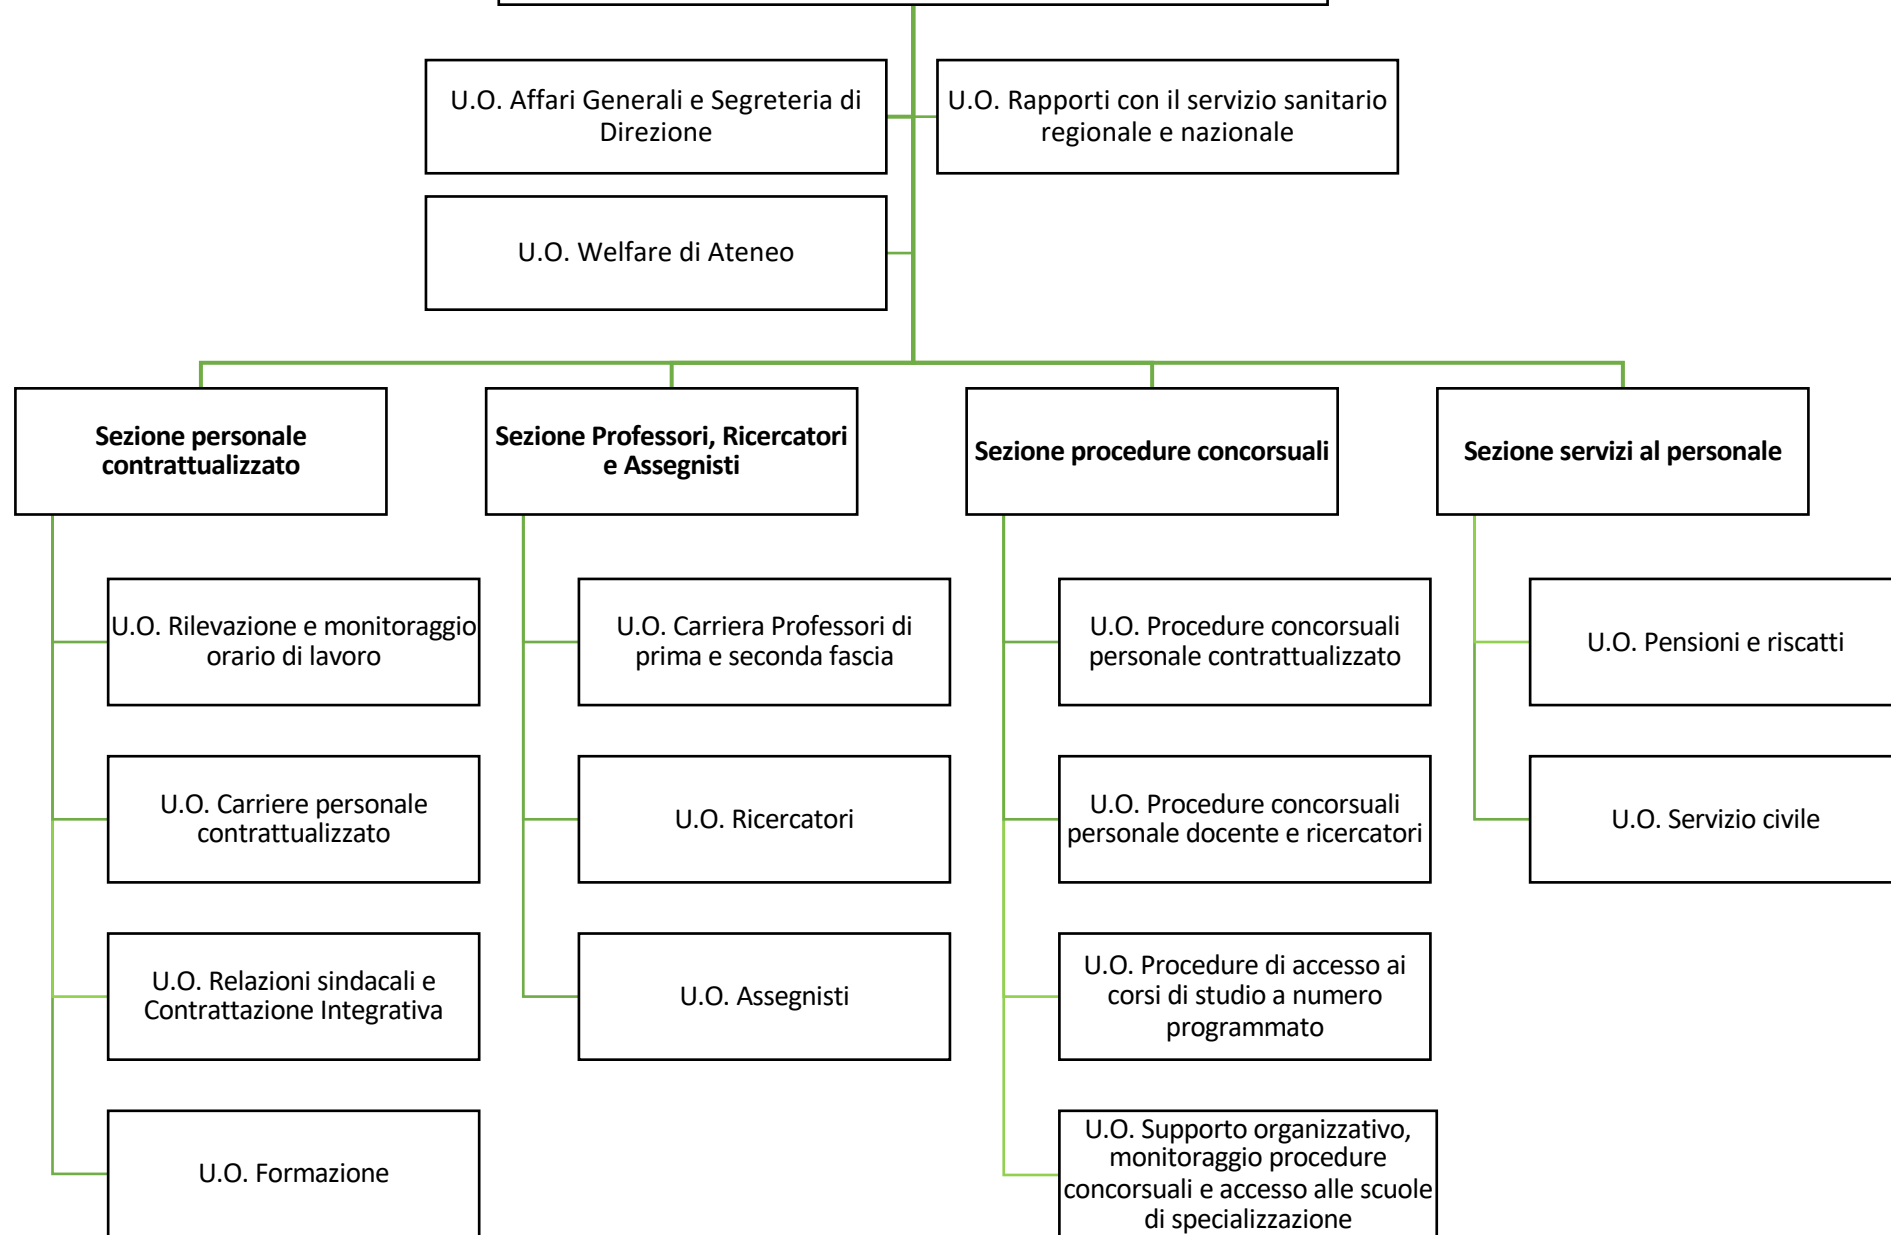 U.O. Affari Generali e Segreteria di
Direzione
U.O. Rapporti con il servizio sanitario
regionale e nazionale
U.O. Welfare di Ateneo
Sezione personale
contrattualizzato
Sezione Professori, Ricercatori
e Assegnisti
Sezione procedure concorsuali
Sezione servizi al personale
U.O. Rilevazione e monitoraggio
orario di lavoro
U.O. Carriera Professori di
prima e seconda fascia
U.O. Procedure concorsuali
personale contrattualizzato
U.O. Pensioni e riscatti
U.O. Carriere personale
contrattualizzato
U.O. Ricercatori
U.O. Procedure concorsuali
personale docente e ricercatori
U.O. Servizio civile
U.O. Relazioni sindacali e
Contrattazione Integrativa
U.O. Assegnisti
U.O. Procedure di accesso ai
corsi di studio a numero
programmato
U.O. Formazione
U.O. Supporto organizzativo,
monitoraggio procedure
concorsuali e accesso alle scuole
di specializzazione